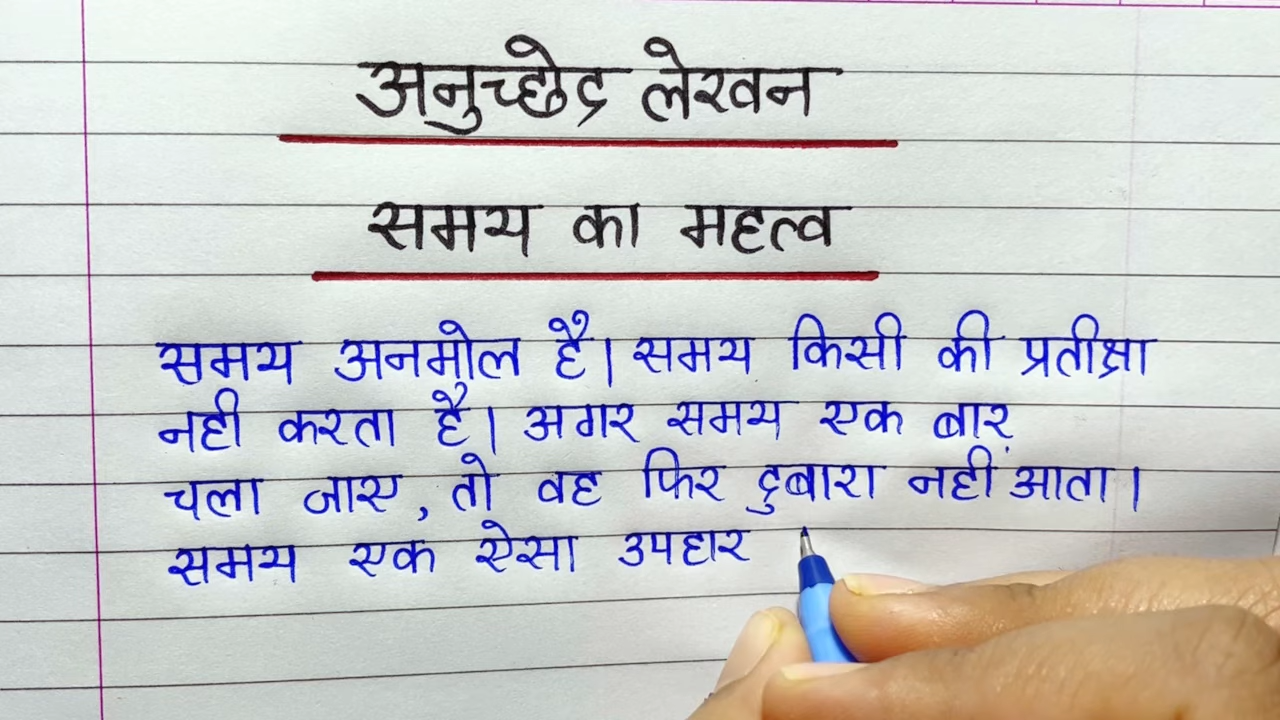 अनुच्छेद लेखन
समय का महत्व
समय अनमोल है। समय किसी की प्रतीक्षा
नही करता है। अगर समय एक बार
चला जाए, तो वह फिर दुबारा नहीं आता।
समय एक ऐसा उपहार